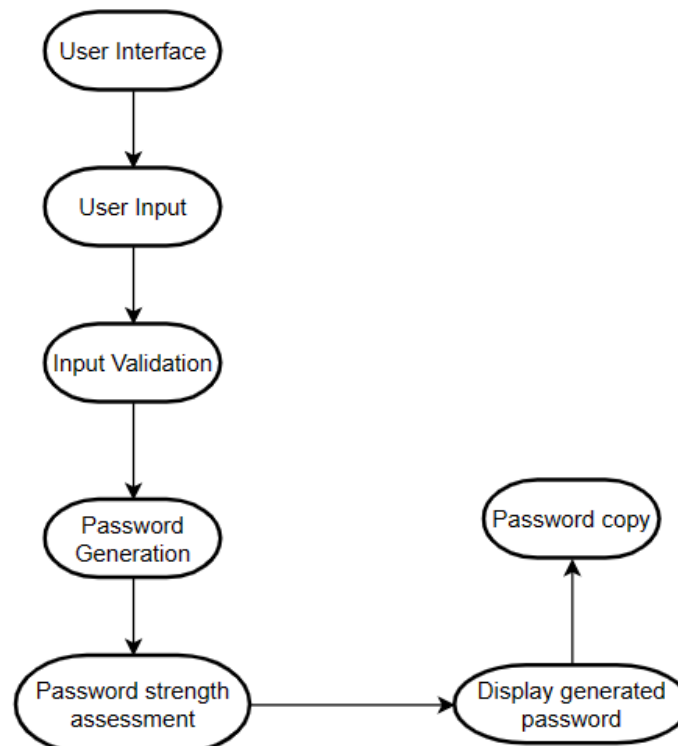 User Interface
User Input
Input Validation
Password
Generation
Password strength
assessment
Display generated
password
Password copy